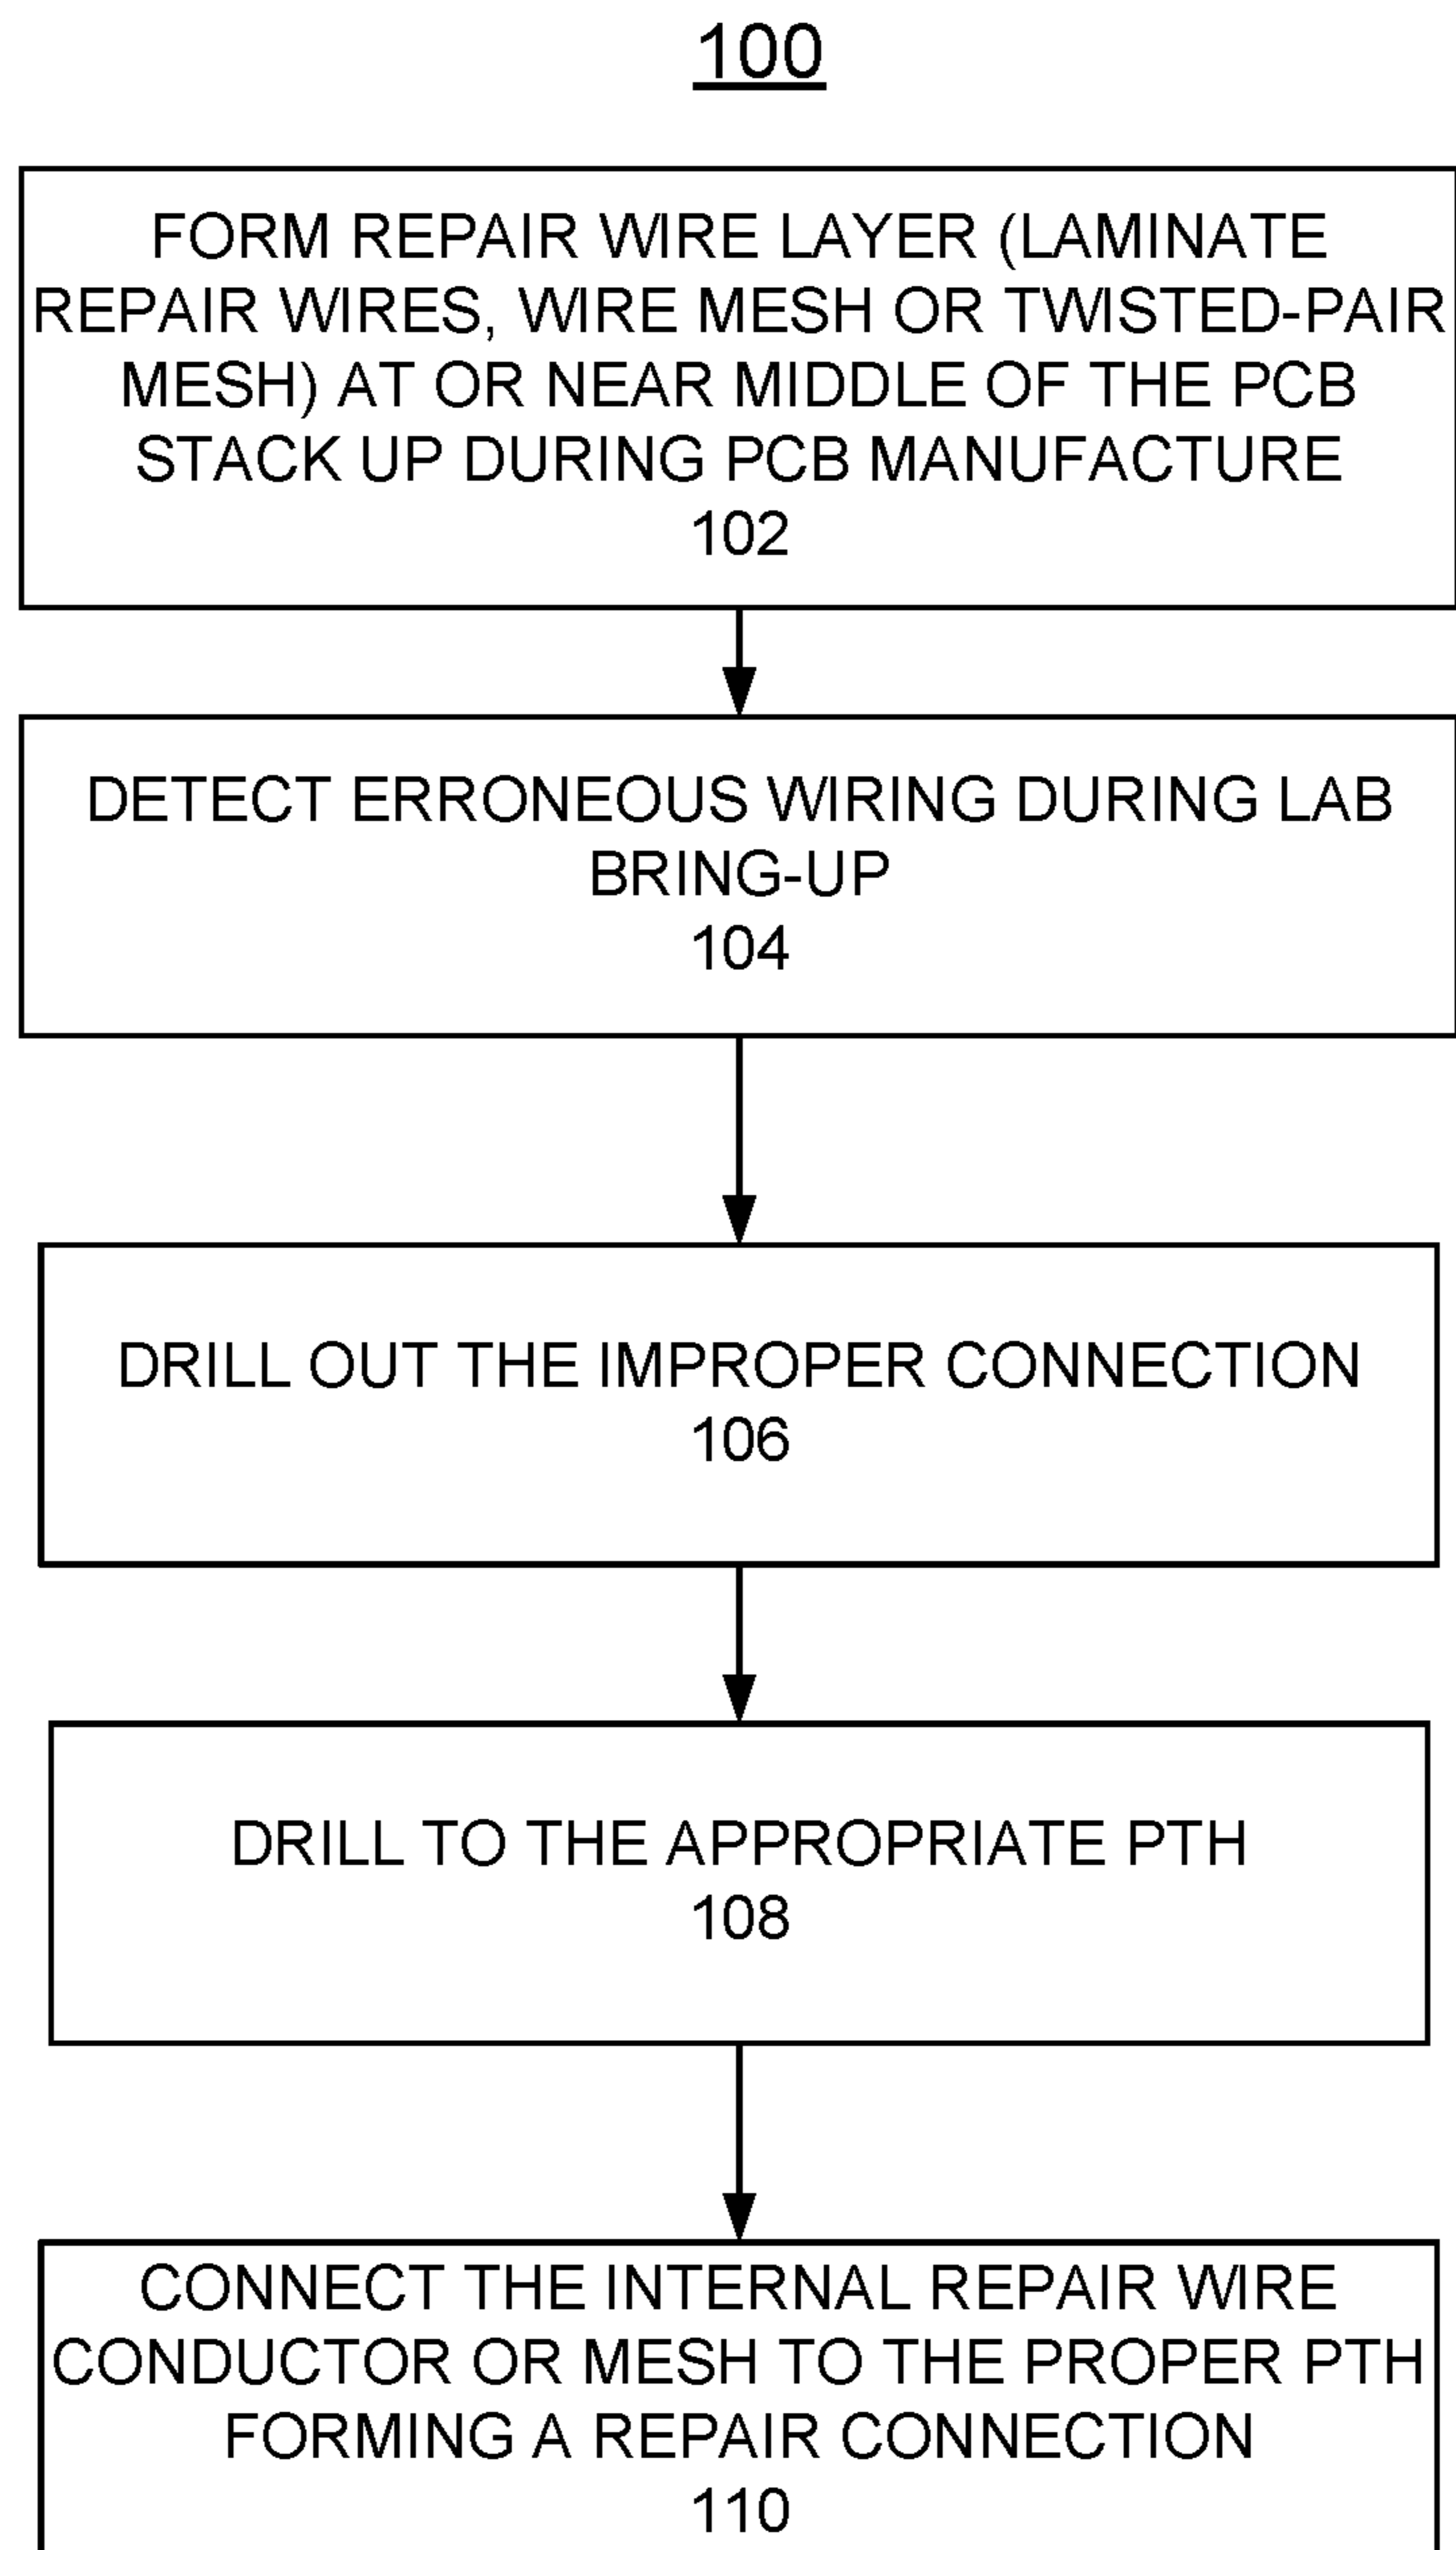 100
FORM REPAIR WIRE LAYER (LAMINATE
REPAIR WIRES, WIRE MESH OR TWISTED-PAIR
MESH) AT OR NEAR MIDDLE OF THE PCB
STACK UP DURING PCB MANUFACTURE
102
DETECT ERRONEOUS WIRING DURING LAB
BRING-UP
104
DRILL OUT THE IMPROPER CONNECTION
106
DRILL TO THE APPROPRIATE PTH
108
CONNECT THE INTERNAL REPAIR WIRE
CONDUCTOR OR MESH TO THE PROPER PTH
FORMING A REPAIR CONNECTION
110